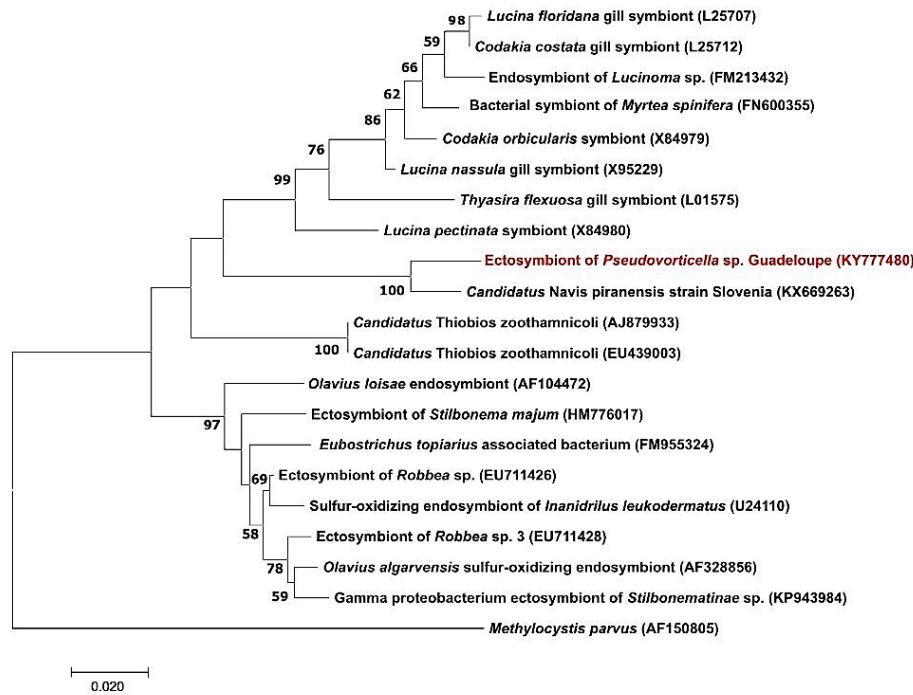 98
Lucina floridana gill symbiont (L25707)
Codakia costata gill symbiont (L25712)
59
Endosymbiont of Lucinoma sp. (FM213432)
66
Bacterial symbiont of Myrtea spinifera (FN600355)
62
Codakia orbicularis symbiont (X84979)
86
Lucina nassula gill symbiont (X95229)
76
Thyasira flexuosa gill symbiont (L01575)
99
Lucina pectinata symbiont (X84980)
Ectosymbiont of Pseudovorticella sp. Guadeloupe (KY777480)
100
Candidatus Navis piranensis strain Slovenia (KX669263)
Candidatus Thiobios zoothamnicoli (AJ879933)
100
Candidatus Thiobios zoothamnicoli (EU439003)
Olavius loisae endosymbiont (AF104472)
97
Ectosymbiont of Stilbonema majum (HM776017)
Eubostrichus topiarius associated bacterium (FM955324)
69
Ectosymbiont of Robbea sp. (EU711426)
Sulfur-oxidizing endosymbiont of Inanidrilus leukodermatus (U24110)
58
Ectosymbiont of Robbea sp. 3 (EU711428)
78
Olavius algarvensis sulfur-oxidizing endosymbiont (AF328856)
59
Gamma proteobacterium ectosymbiont of Stilbonematinae sp. (KP943984)
Methylocystis parvus (AF150805)
0.020